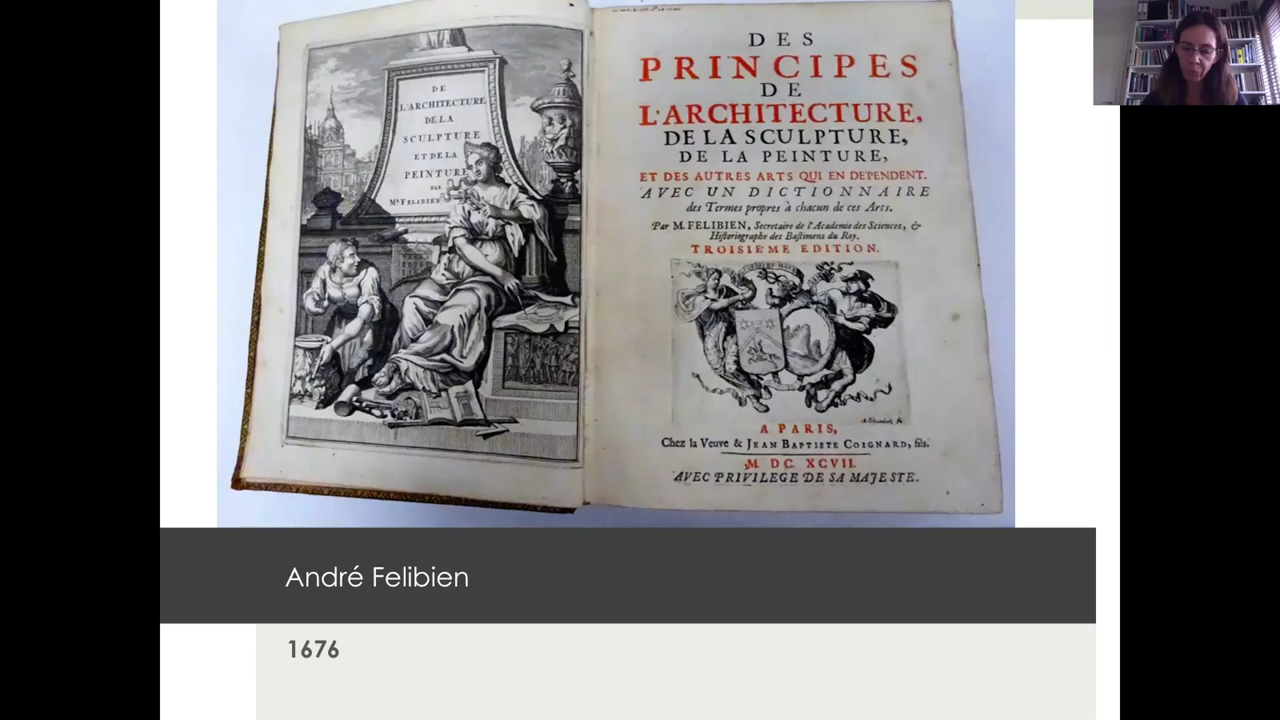 DE
L'ARCHITECTURE
DE LA
SCULPTURE
ET DE LA
PEINTURE
PAR
Mr. FELIBIEN
DES
PRINCIPES
DE
L'ARCHITECTURE,
DE LA SCULPTURE,
DE LA PEINTURE,
ET DES AUTRES ARTS QUI EN DEPENDENT.
AVEC UN DICTIONNAIRE
des Termes propres à chacun de ces Arts.
Par M. FELIBIEN, Secretaire de l'Academie des Sciences, &
Historiographe des Bastimens du Roy.
TROISIEME EDITION.
A PARIS,
Chez la Veuve & JEAN BAPTISTE COIGNARD, fils.
M. DC. XCVII.
AVEC PRIVILEGE DE SA MAJESTE.
André Felibien
1676